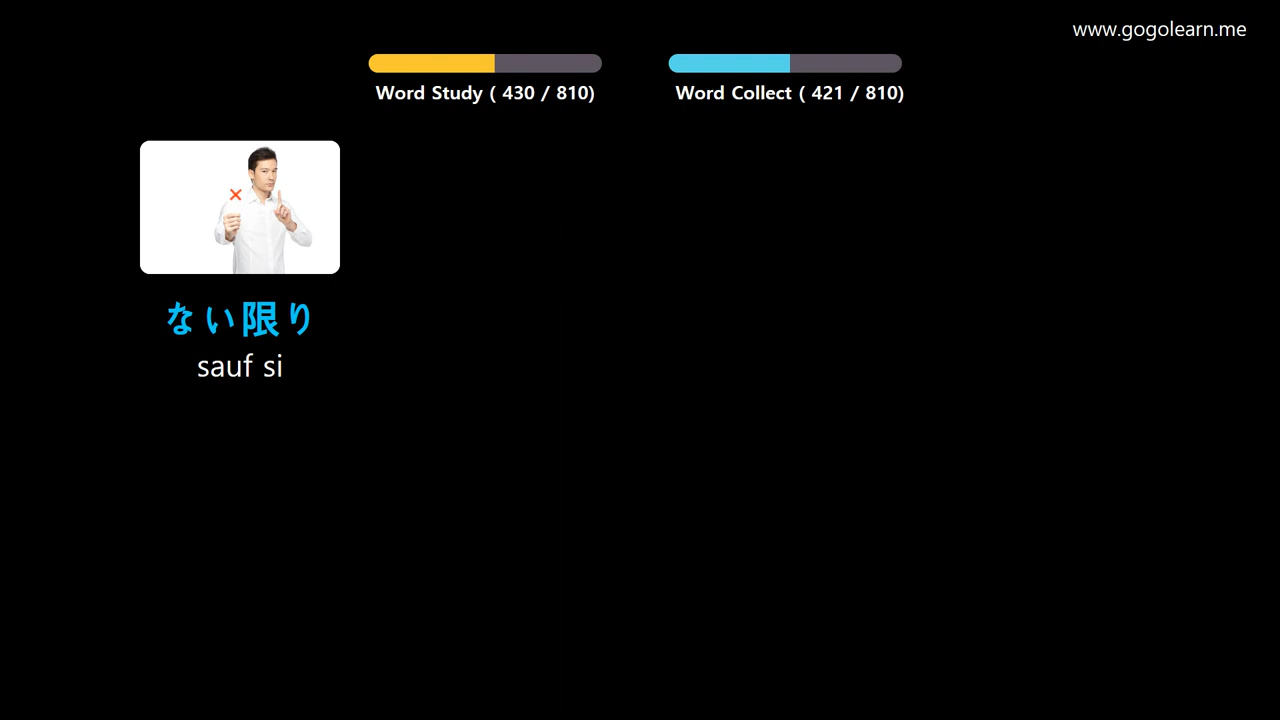 www.gogolearn.me
Word Study ( 430 / 810)
Word Collect ( 421 / 810)
ない限り
sauf si